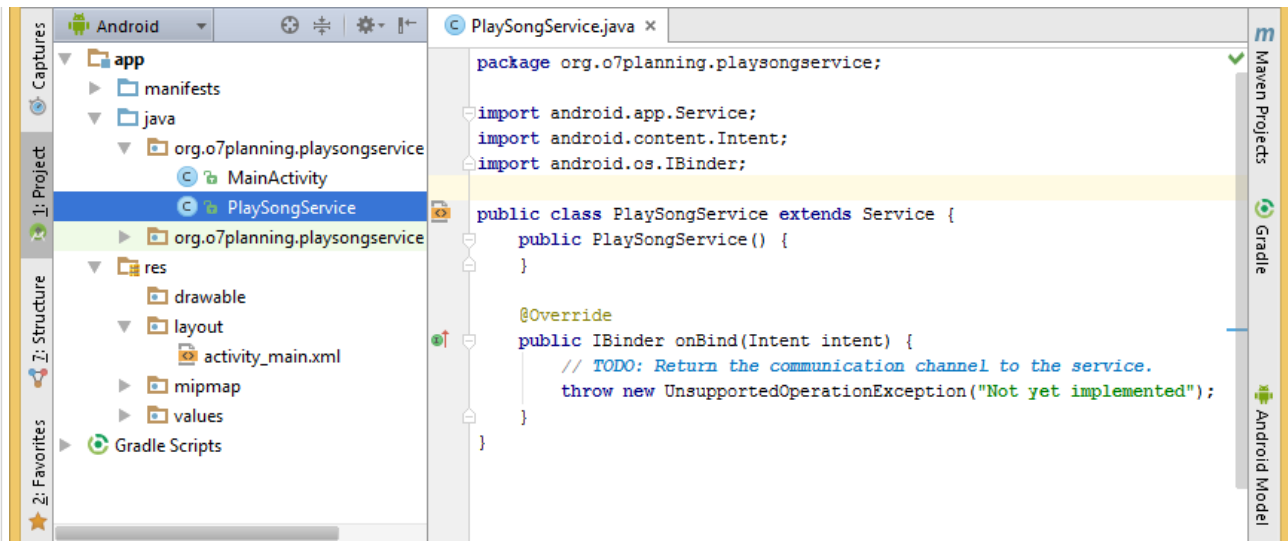 Captures
1: Project
7: Structure
2: Favorites
Android
app
manifests
java
org.o7planning.playsongservice
MainActivity
PlaySongService
org.o7planning.playsongservice
res
drawable
layout
activity_main.xml
mipmap
values
Gradle Scripts
PlaySongService.java ×
package org.o7planning.playsongservice;
import android.app.Service;
import android.content.Intent;
import android.os.IBinder;
public class PlaySongService extends Service {
public PlaySongService() {
}
@Override
public IBinder onBind(Intent intent) {
// TODO: Return the communication channel to the service.
throw new UnsupportedOperationException("Not yet implemented");
}
}
m Maven Projects
Gradle
Android Model